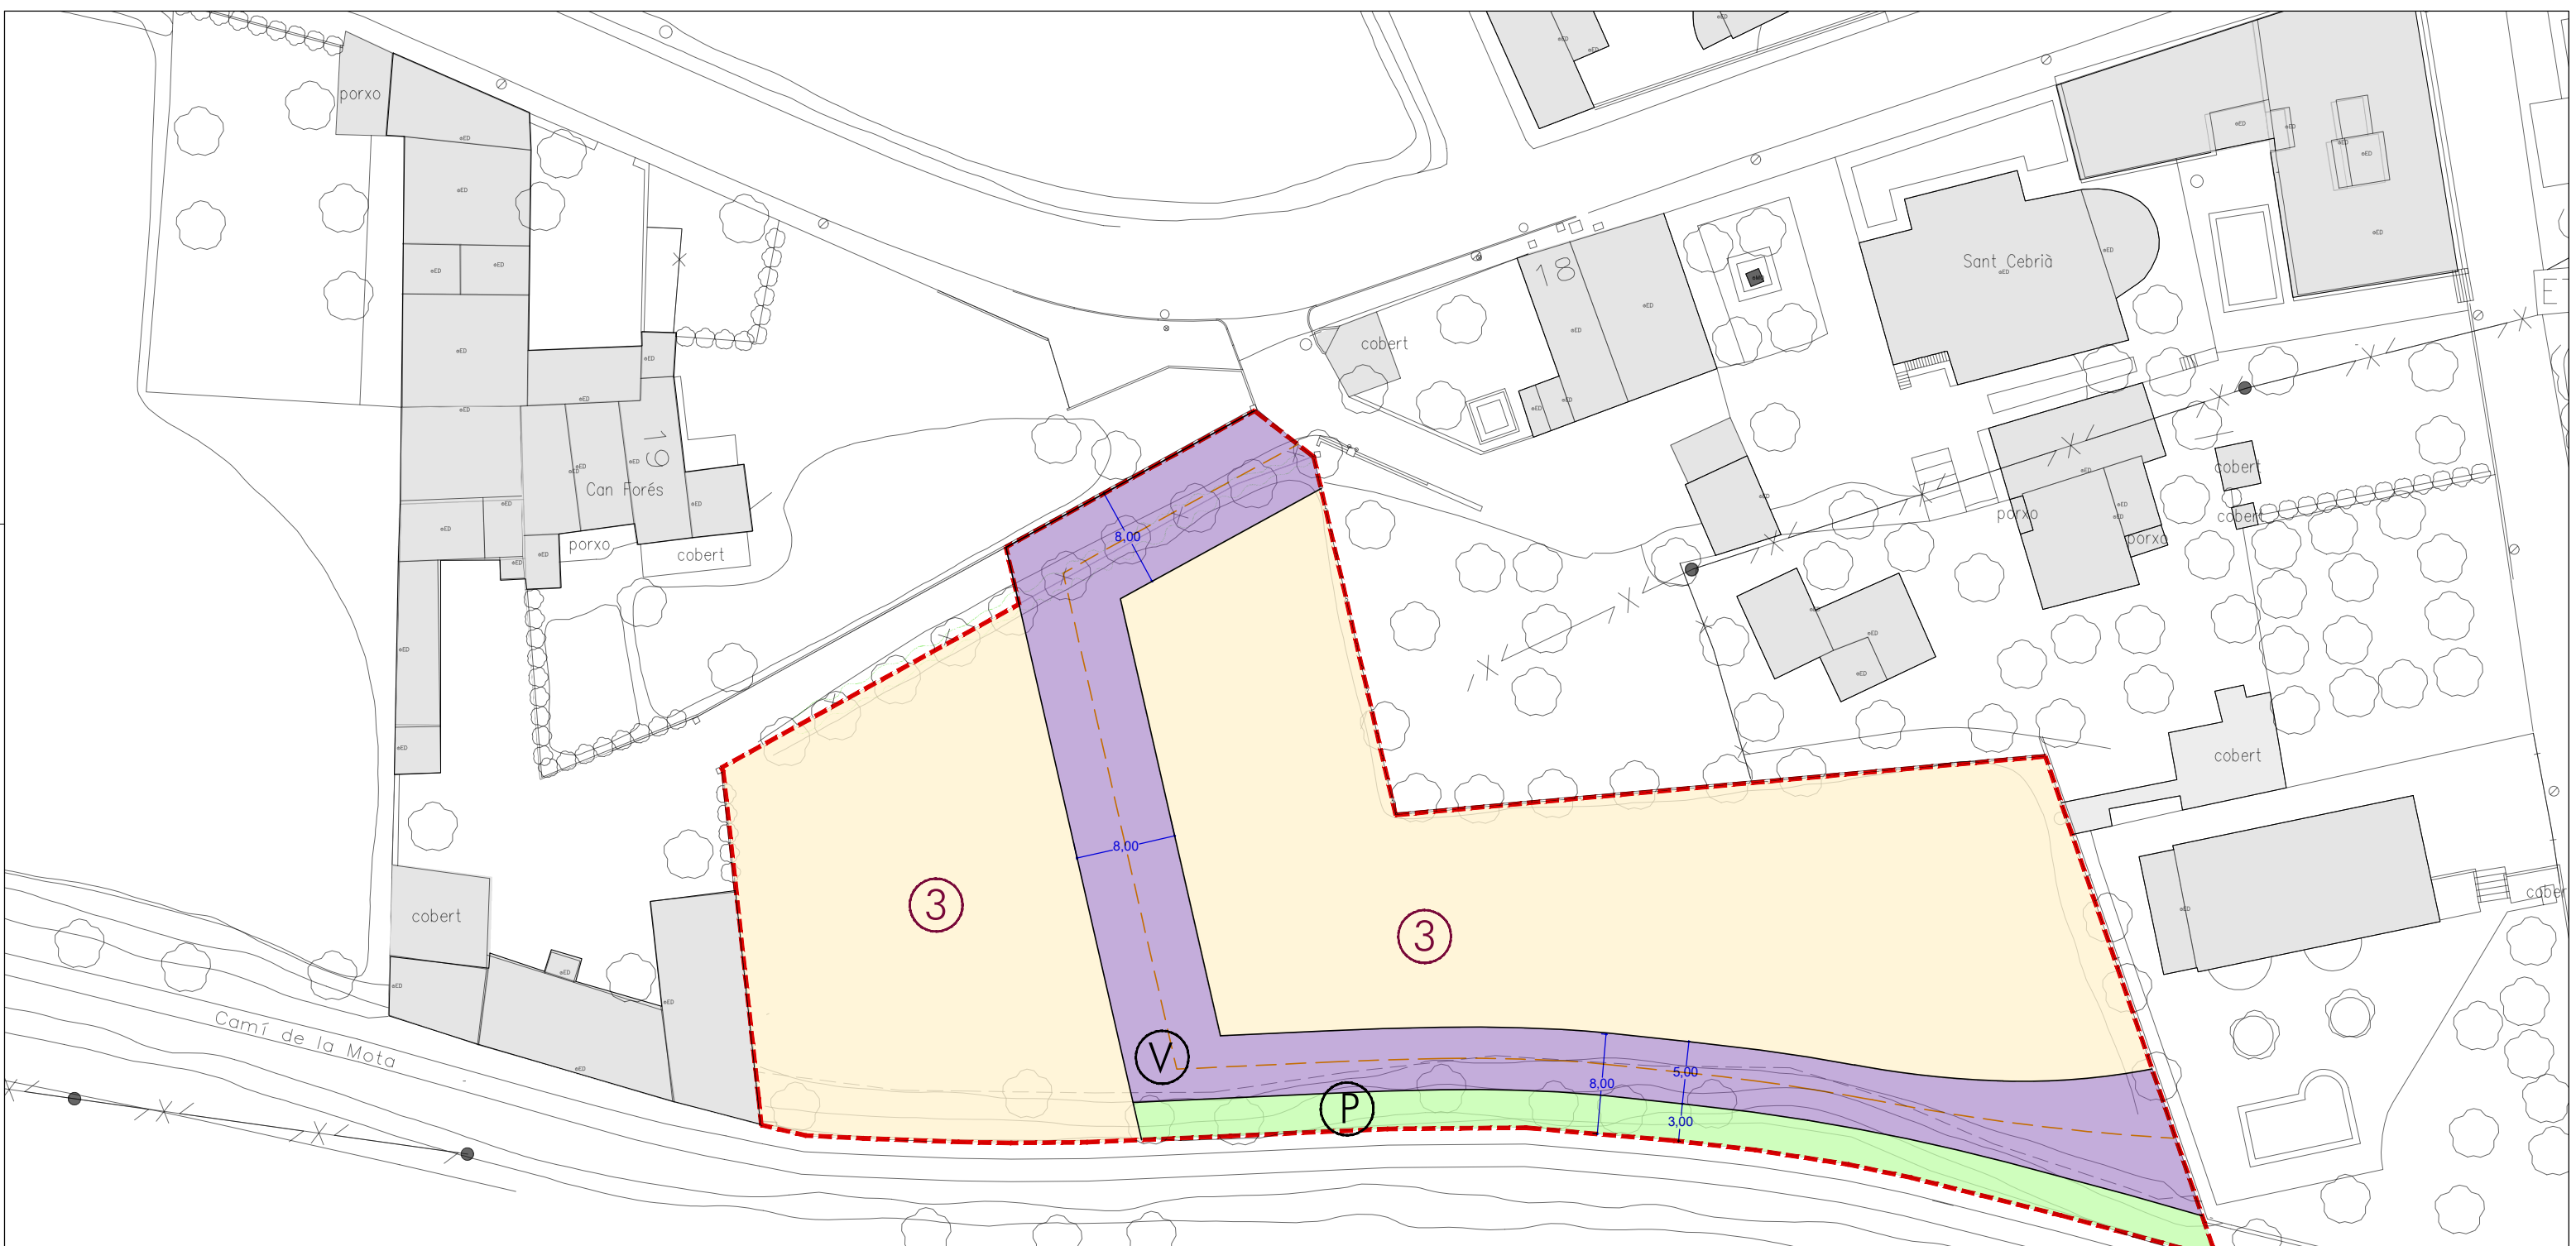 porxo
18
Sant Cebrià
E
cobert
19
Can Forés
porxo
cobert
8,00
cobert
porxo
cobert
porxo
cobert
8,00
3
3
cobert
cober
Camí de la Mota
V
P
8,00
5,00
3,00